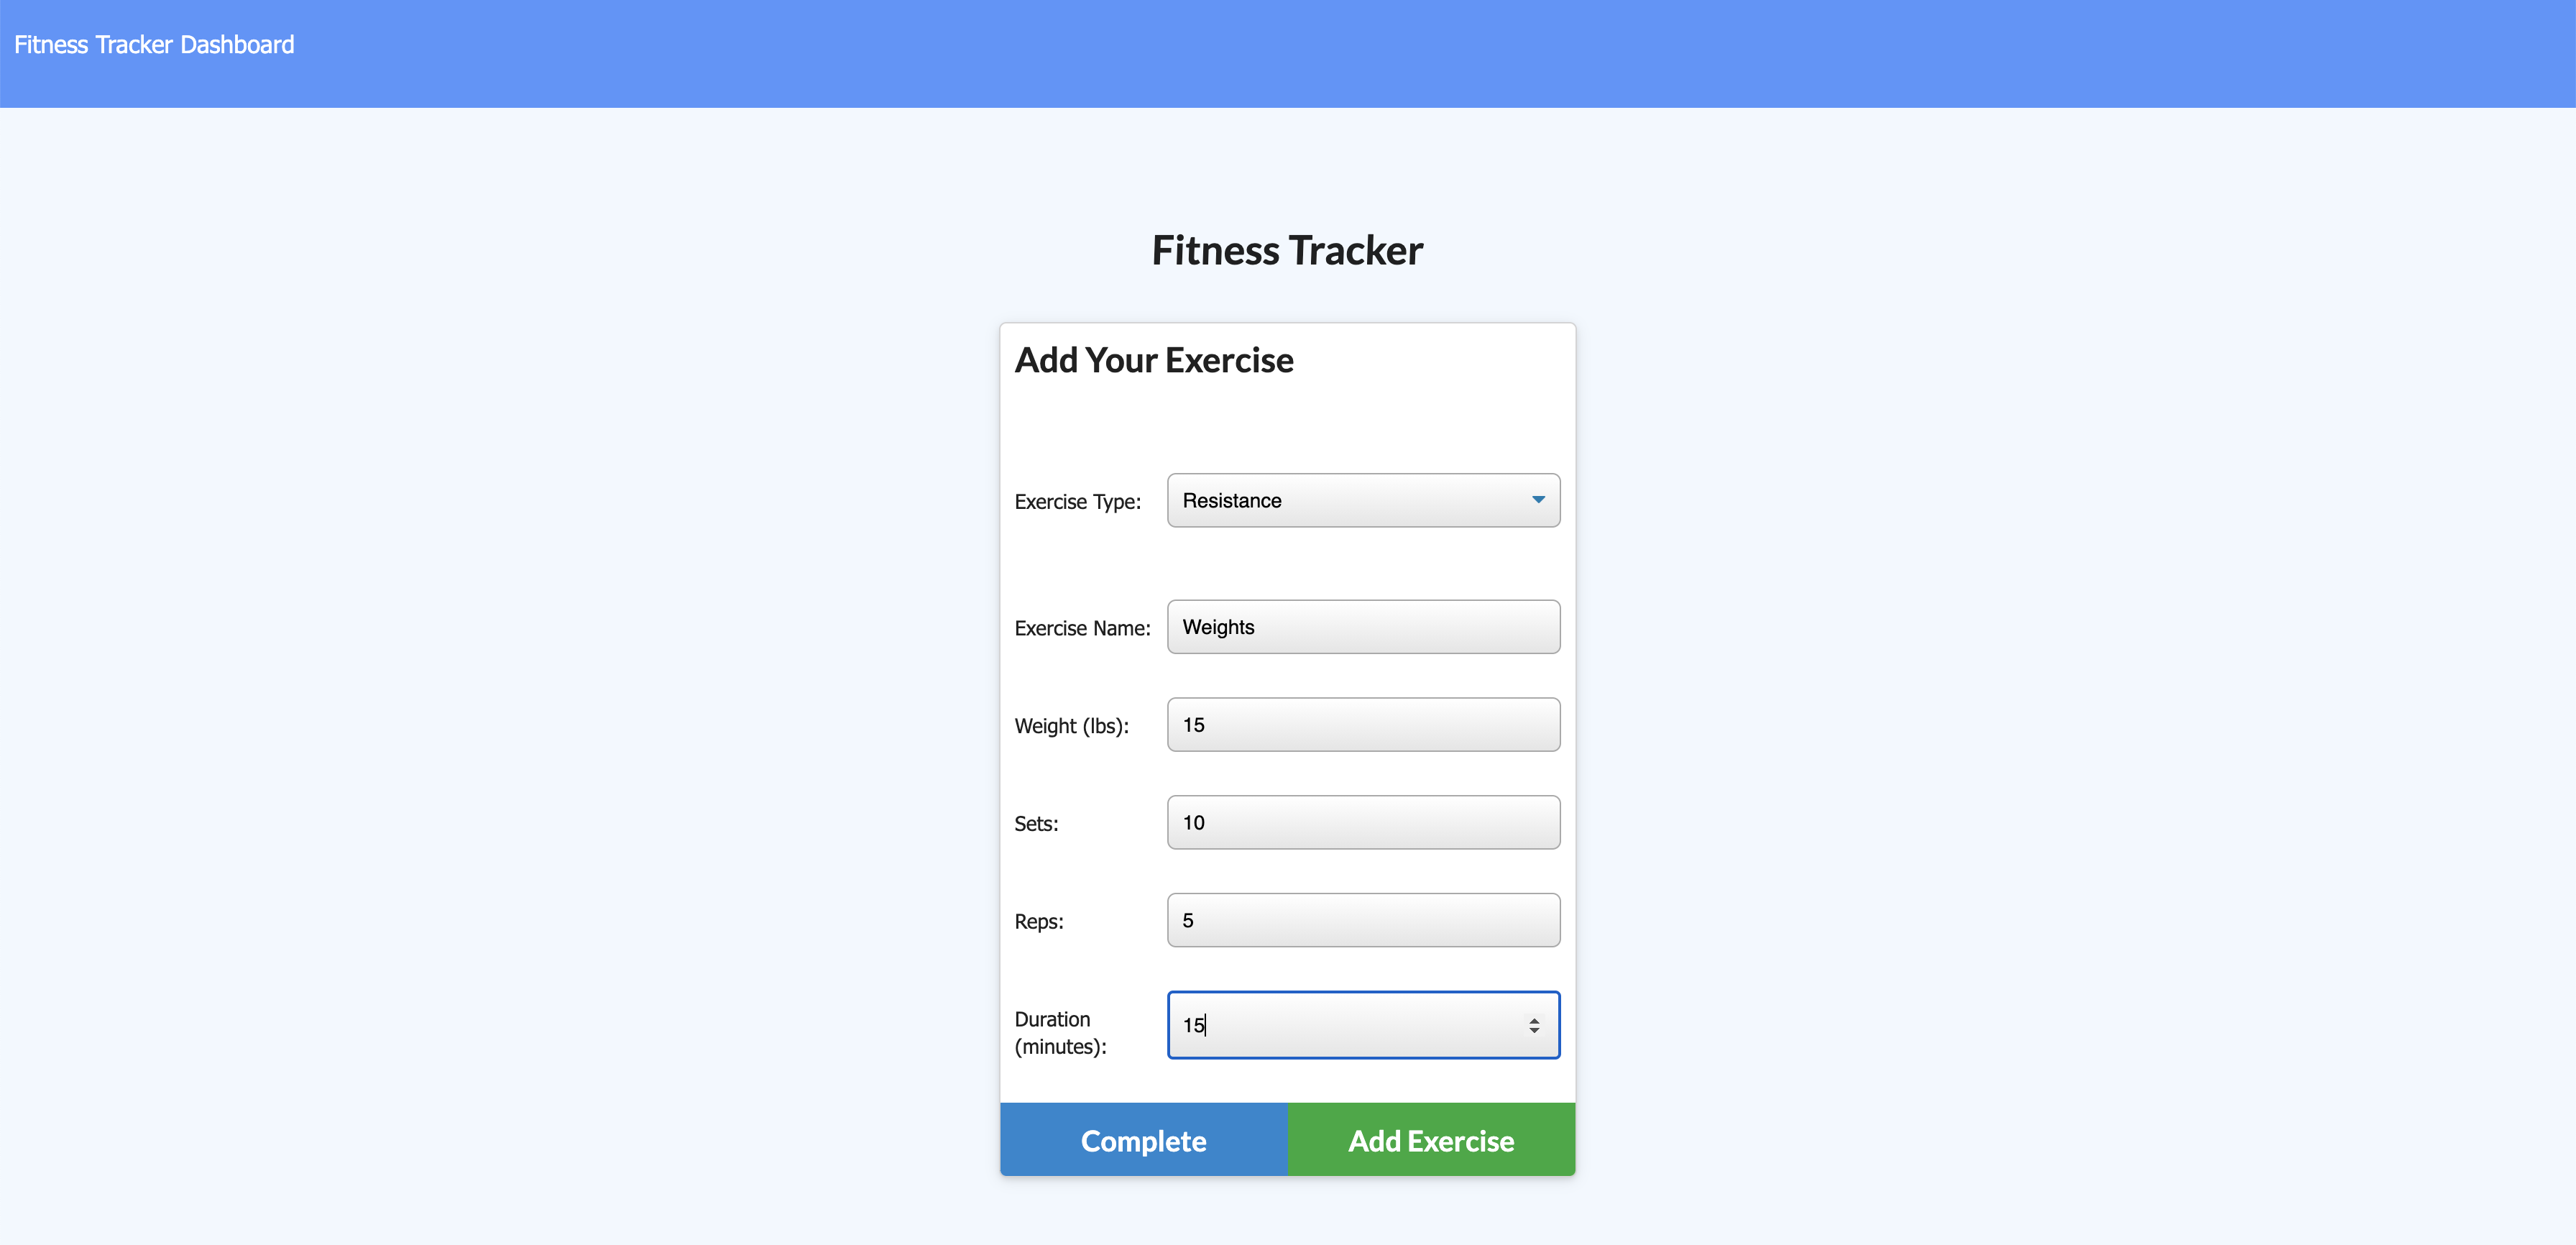 Fitness Tracker Dashboard
Fitness Tracker
Add Your Exercise
Exercise Type: Resistance
Exercise Name: Weights
Weight (lbs): 15
Sets: 10
Reps: 5
Duration (minutes): 15
Complete Add Exercise